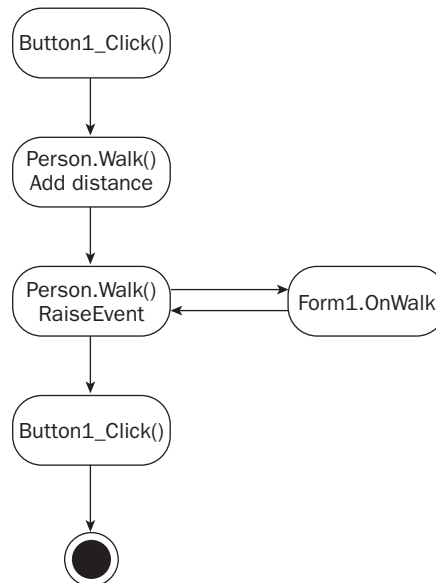 Button1_Click()
Person.Walk()
Add distance
Person.Walk()
RaiseEvent
Form1.OnWalk
Button1_Click()